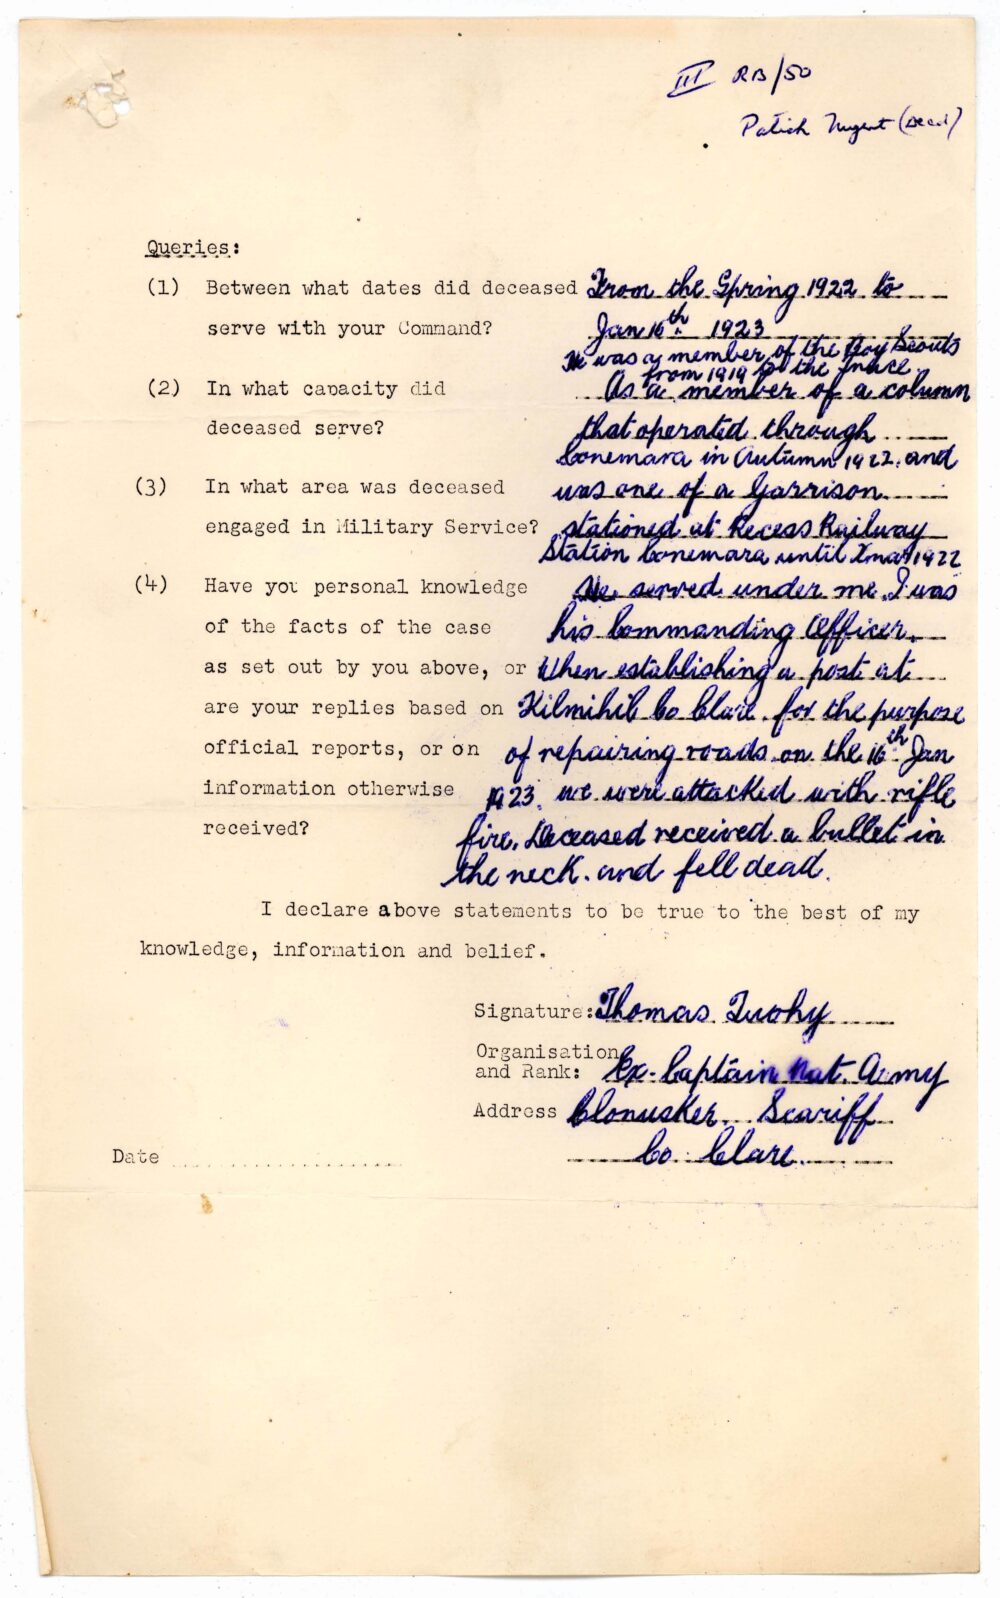 III RB/50
Patrick Nugent (Decd)
Queries:
(1) Between what dates did deceased From the Spring 1922 to
serve with your Command? Jan 16th 1923
He was a member of the Boy Scouts
from 1919 to the truce.
(2) In what capacity did As a member of a column
deceased serve? that operated through
Conemara in Autumn 1922. and
(3) In what area was deceased was one of a Garrison
engaged in Military Service? stationed at Recess Railway
Station Conemara until Xmas 1922
(4) Have you personal knowledge He served under me. I was
of the facts of the case his Commanding Officer.
as set out by you above, or When establishing a post at
are your replies based on Kilmihil Co Clare for the purpose
official reports, or on of repairing roads on the 16th Jan
information otherwise 1923. we were attacked with rifle
received? fire. Deceased received a bullet in
the neck. and fell dead.
I declare above statements to be true to the best of my
knowledge, information and belief.
Signature: Thomas Tuohy
Organisation
and Rank: Ex-Captain Nat. Army
Address Clonusker. Scariff
Date Co. Clare.